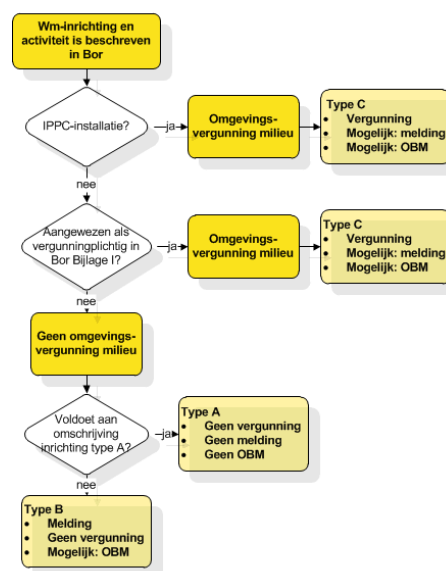 Wm-inrichting en
activiteit is beschreven
in Bor
IPPC-installatie?
ja
Omgevings-
vergunning milieu
Type C
• Vergunning
• Mogelijk: melding
• Mogelijk: OBM
nee
Aangewezen als
vergunningplichtig in
Bor Bijlage I?
ja
Omgevings-
vergunning milieu
Type C
• Vergunning
• Mogelijk: melding
• Mogelijk: OBM
nee
Geen omgevings-
vergunning milieu
Voldoet aan
omschrijving
inrichting type A?
ja
Type A
• Geen vergunning
• Geen melding
• Geen OBM
nee
Type B
• Melding
• Geen vergunning
• Mogelijk: OBM